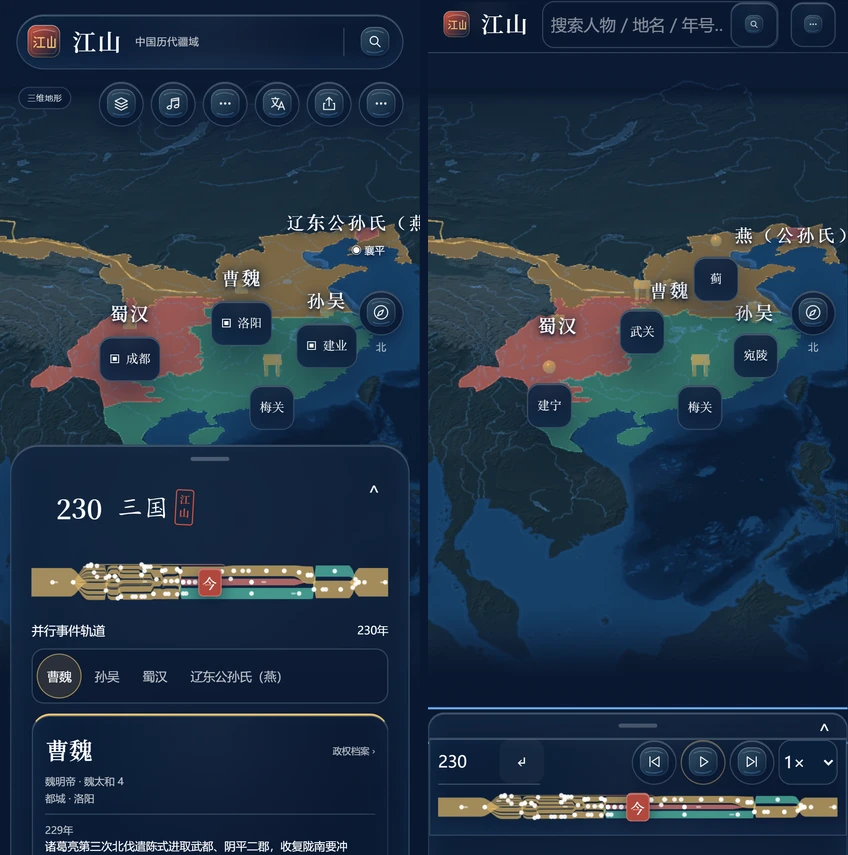 江山 江山 中国历代疆域
三维地形
辽东公孙氏（燕
襄平
曹魏
孙吴
蜀汉
洛阳
建业
成都
北
梅关
230 三国 江山
今
并行事件轨道 230年
曹魏 孙吴 蜀汉 辽东公孙氏（燕）
曹魏 政权档案 ›
魏明帝 · 魏太和 4
都城 · 洛阳
229年
诸葛亮第三次北伐遣陈式进取武都、阴平二郡，收复陇南要冲
江山 江山 搜索人物 / 地名 / 年号..
燕（公孙氏）
蓟
曹魏
孙吴
蜀汉
武关
北
宛陵
建宁
梅关
230 1×
今